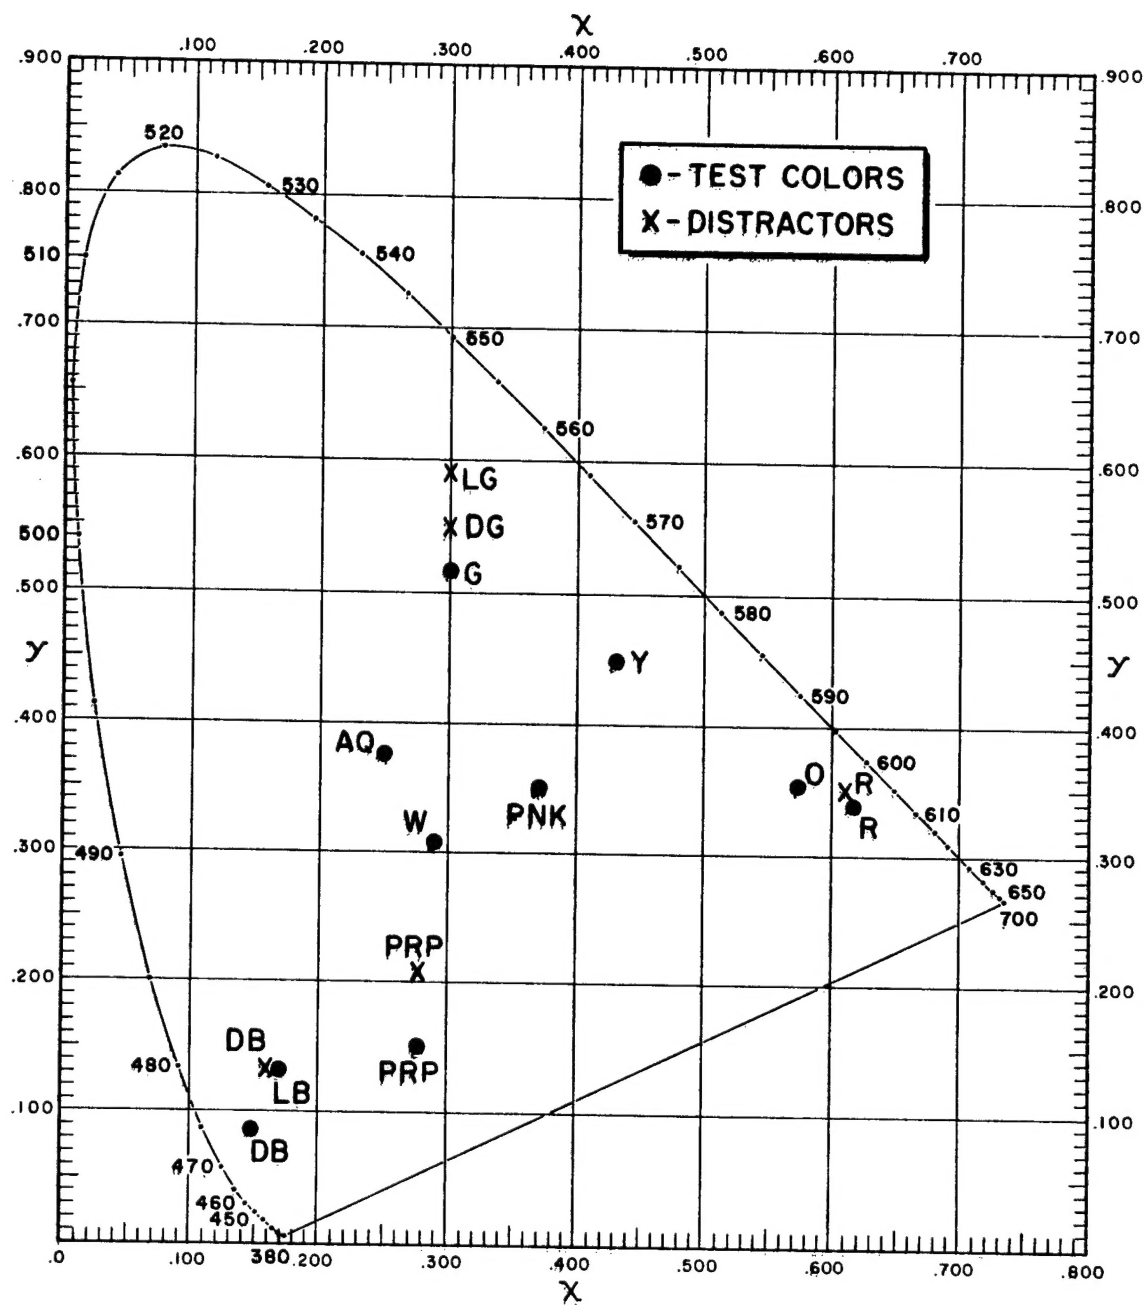 X
.100 .200 .300 .400 .500 .600 .700
.900 .900
520
.800 530 .800
510 540
.700 550 .700
560
.600 .600
500 570
.500 580 .500
590
.400 600 .400
610
490 .300 630 .300
650
700
.200 .200
480
.100 .100
470
460
450
.0 .100 380 .200 .300 .400 .500 .600 .700 .800
X
y y
● - TEST COLORS
X - DISTRACTORS
LG
DG
G
Y
AQ
O
R
PNK
R
W
PRP
PRP
DB
LB
DB